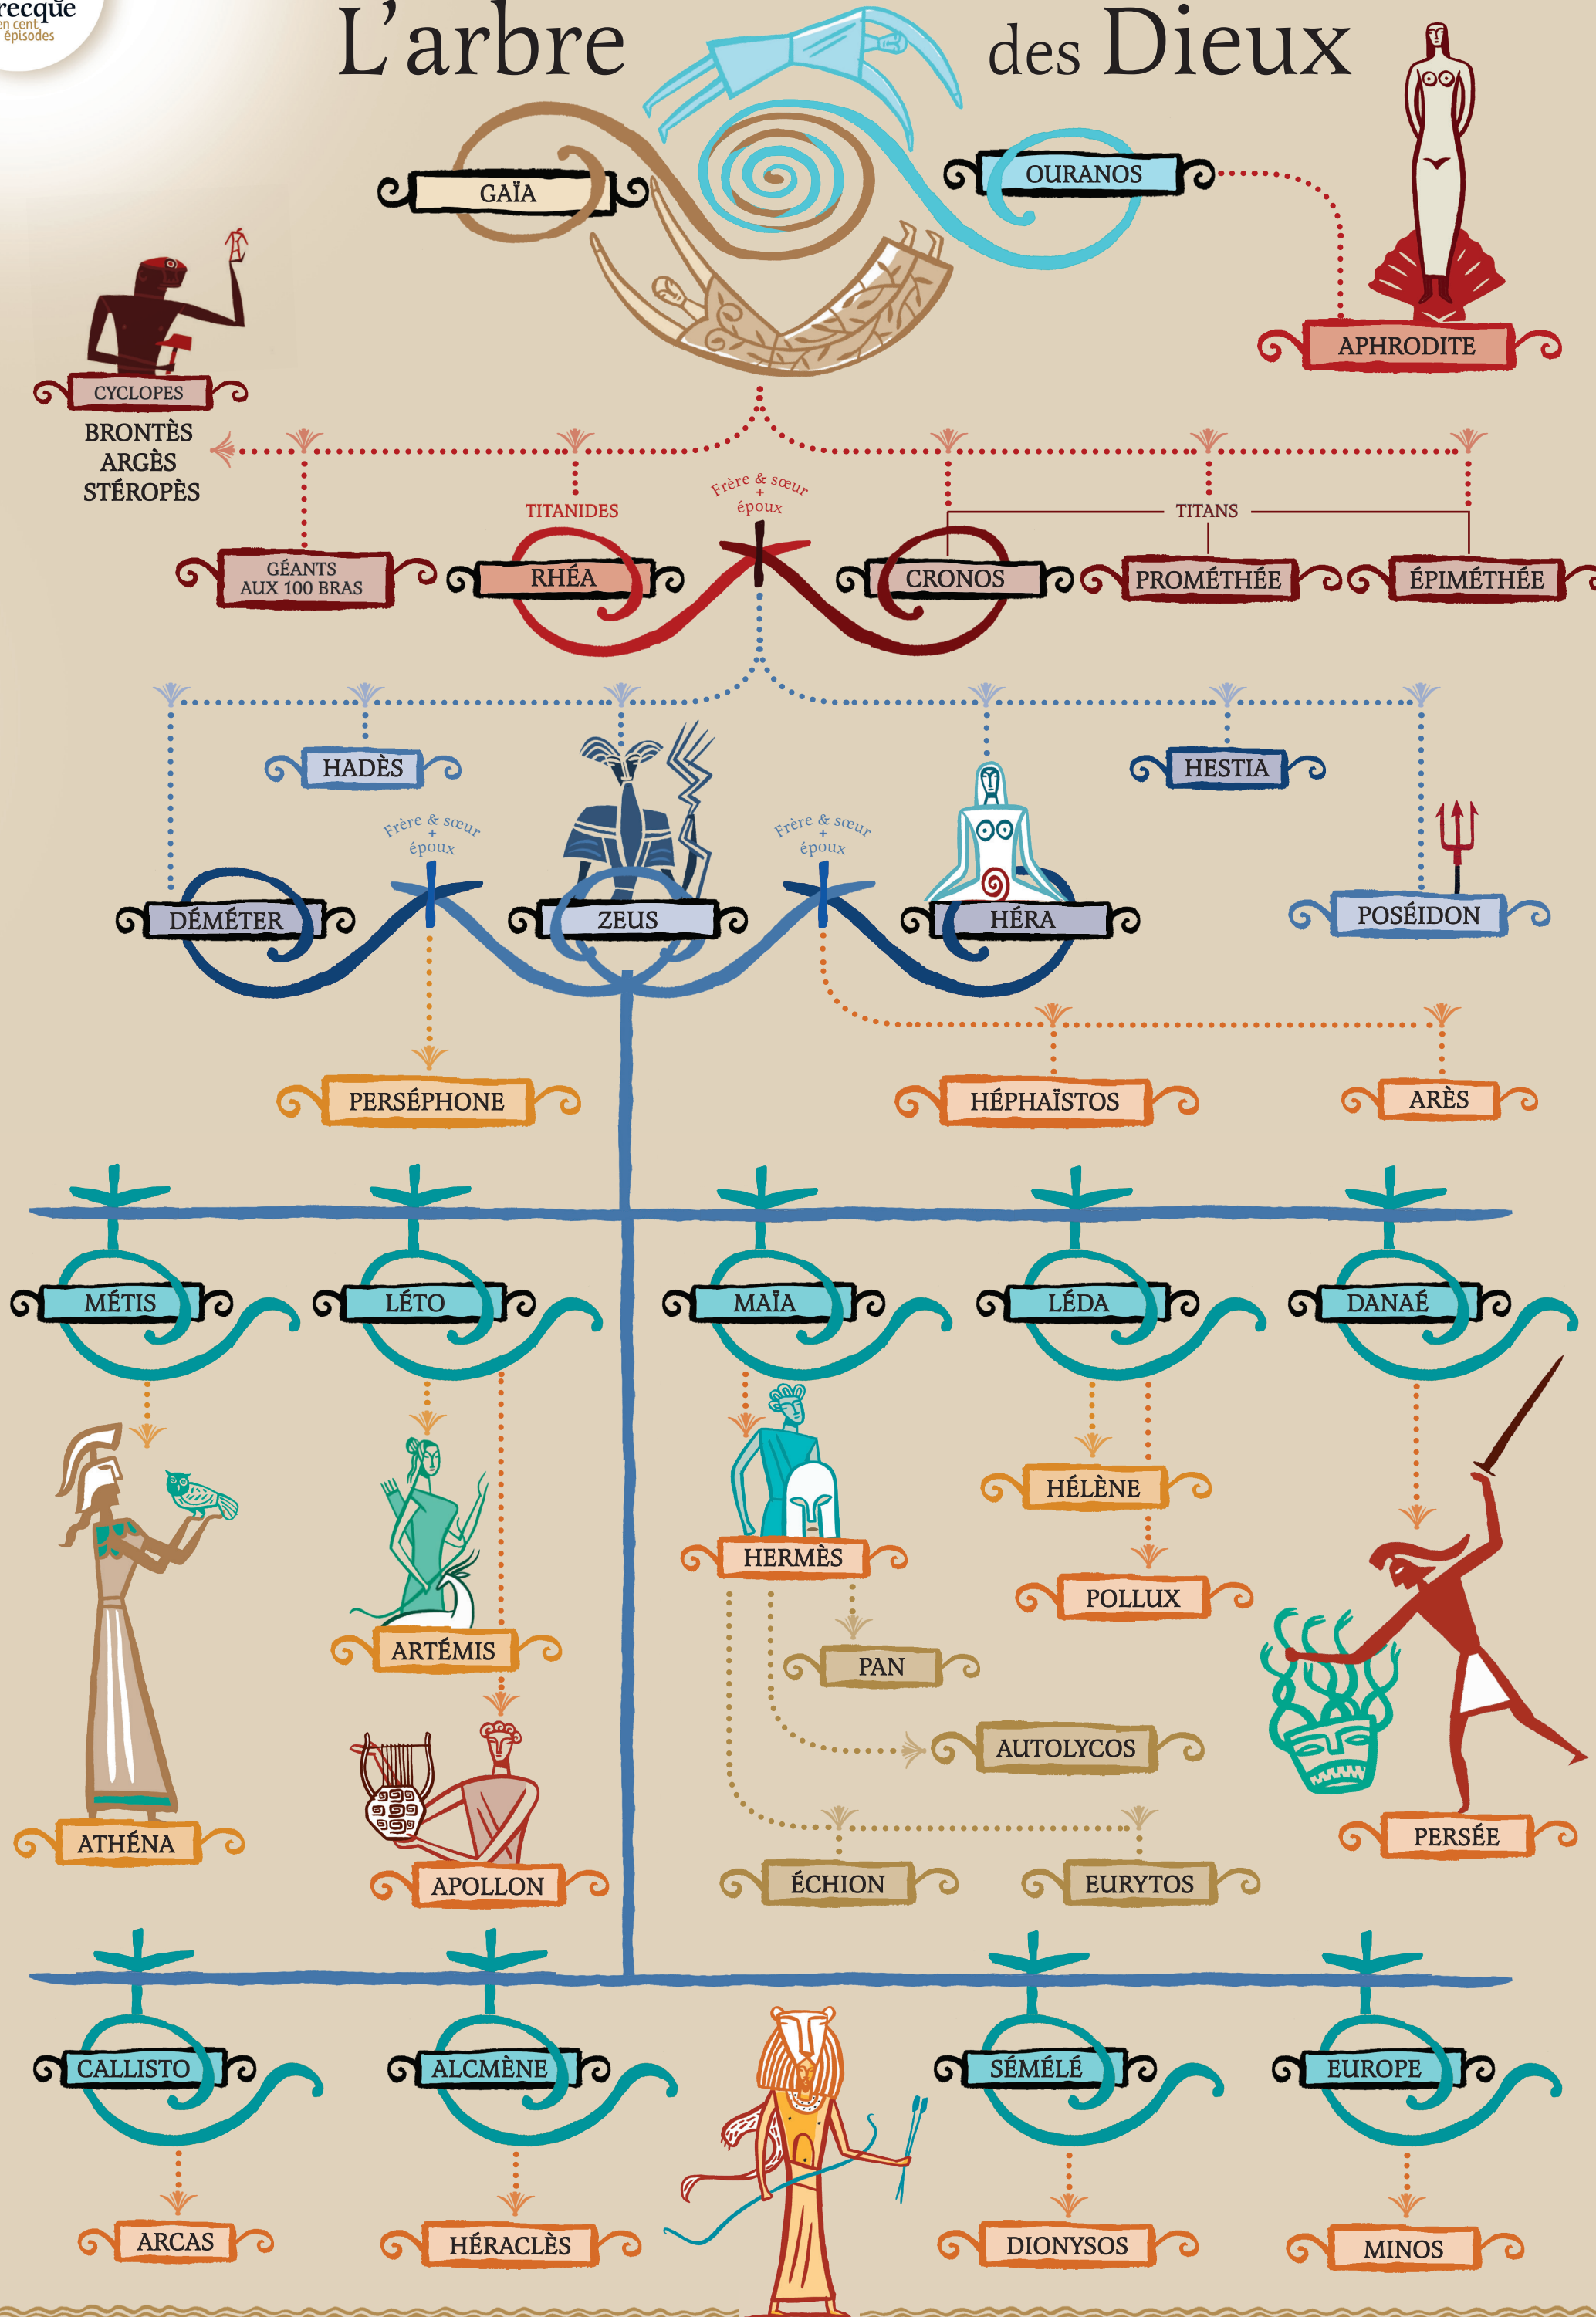 recque
en cent
épisodes
L'arbre des Dieux
GAÏA
OURANOS
APHRODITE
CYCLOPES
BRONTÈS
ARGÈS
STÉROPÈS
TITANIDES
Frère & sœur
+
époux
TITANS
GÉANTS
AUX 100 BRAS
RHÉA
CRONOS
PROMÉTHÉE
ÉPIMÉTHÉE
HADÈS
HESTIA
Frère & sœur
+
époux
Frère & sœur
+
époux
DÉMÉTER
ZEUS
HÉRA
POSÉIDON
PERSÉPHONE
HÉPHAÏSTOS
ARÈS
MÉTIS
LÉTO
MAÏA
LÉDA
DANAÉ
HÉLÈNE
HERMÈS
POLLUX
ARTÉMIS
PAN
AUTOLYCOS
ATHÉNA
PERSÉE
APOLLON
ÉCHION
EURYTOS
CALLISTO
ALCMÈNE
SÉMÉLÉ
EUROPE
ARCAS
HÉRACLÈS
DIONYSOS
MINOS